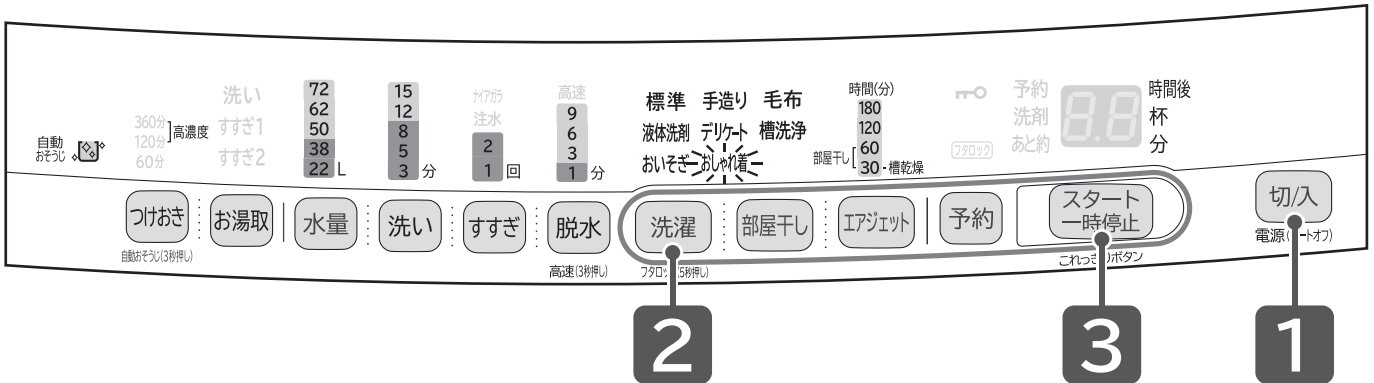 自動
おそうじ
360分
120分
60分
高濃度
洗い
すすぎ1
すすぎ2
72
62
50
38
22 L
15
12
8
5
3 分
ナイアガラ
注水
2
1 回
高速
9
6
3
1 分
標準 手造り 毛布
液体洗剤 デリケート 槽洗浄
おいそぎ おしゃれ着
時間(分)
180
120
部屋干し 60
30 - 槽乾燥
フタロック
予約
洗剤
あと約
8.8
時間後
杯
分
つけおき
自動おそうじ(3秒押し)
お湯取
水量
洗い
すすぎ
脱水
高速(3秒押し)
洗濯
フタロック(5秒押し)
部屋干し
エアジェット
予約
スタート
一時停止
これっきりボタン
切/入
電源(オートオフ)
2
3
1